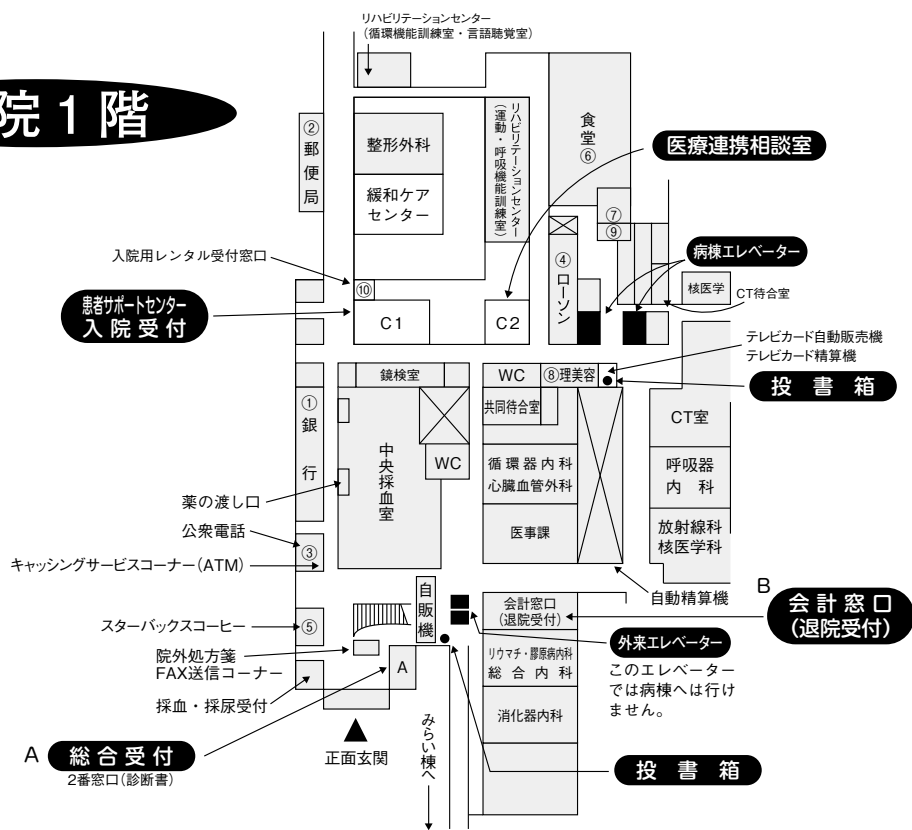 院1階
リハビリテーションセンター
(循環機能訓練室・言語聴覚室)
②郵便局
整形外科
緩和ケア
センター
リハビリテーションセンター
(運動・呼吸機能訓練室)
食堂⑥
医療連携相談室
⑦
⑨
④ローソン
病棟エレベーター
核医学
CT待合室
入院用レンタル受付窓口
⑩
患者サポートセンター
入院受付
C1
C2
テレビカード自動販売機
テレビカード精算機
投書箱
①銀行
鏡検室
WC
⑧理美容
共同待合室
中央採血室
WC
循環器内科
心臓血管外科
医事課
CT室
呼吸器
内科
放射線科
核医学科
薬の渡し口
公衆電話
③
キャッシングサービスコーナー(ATM)
自動精算機
B
会計窓口
(退院受付)
会計窓口
(退院受付)
自販機
スターバックスコーヒー
⑤
外来エレベーター
このエレベーター
では病棟へは行け
ません。
リウマチ・膠原病内科
総合内科
消化器内科
院外処方箋
FAX送信コーナー
採血・採尿受付
A
A
総合受付
2番窓口(診断書)
正面玄関
みらい棟へ
投書箱